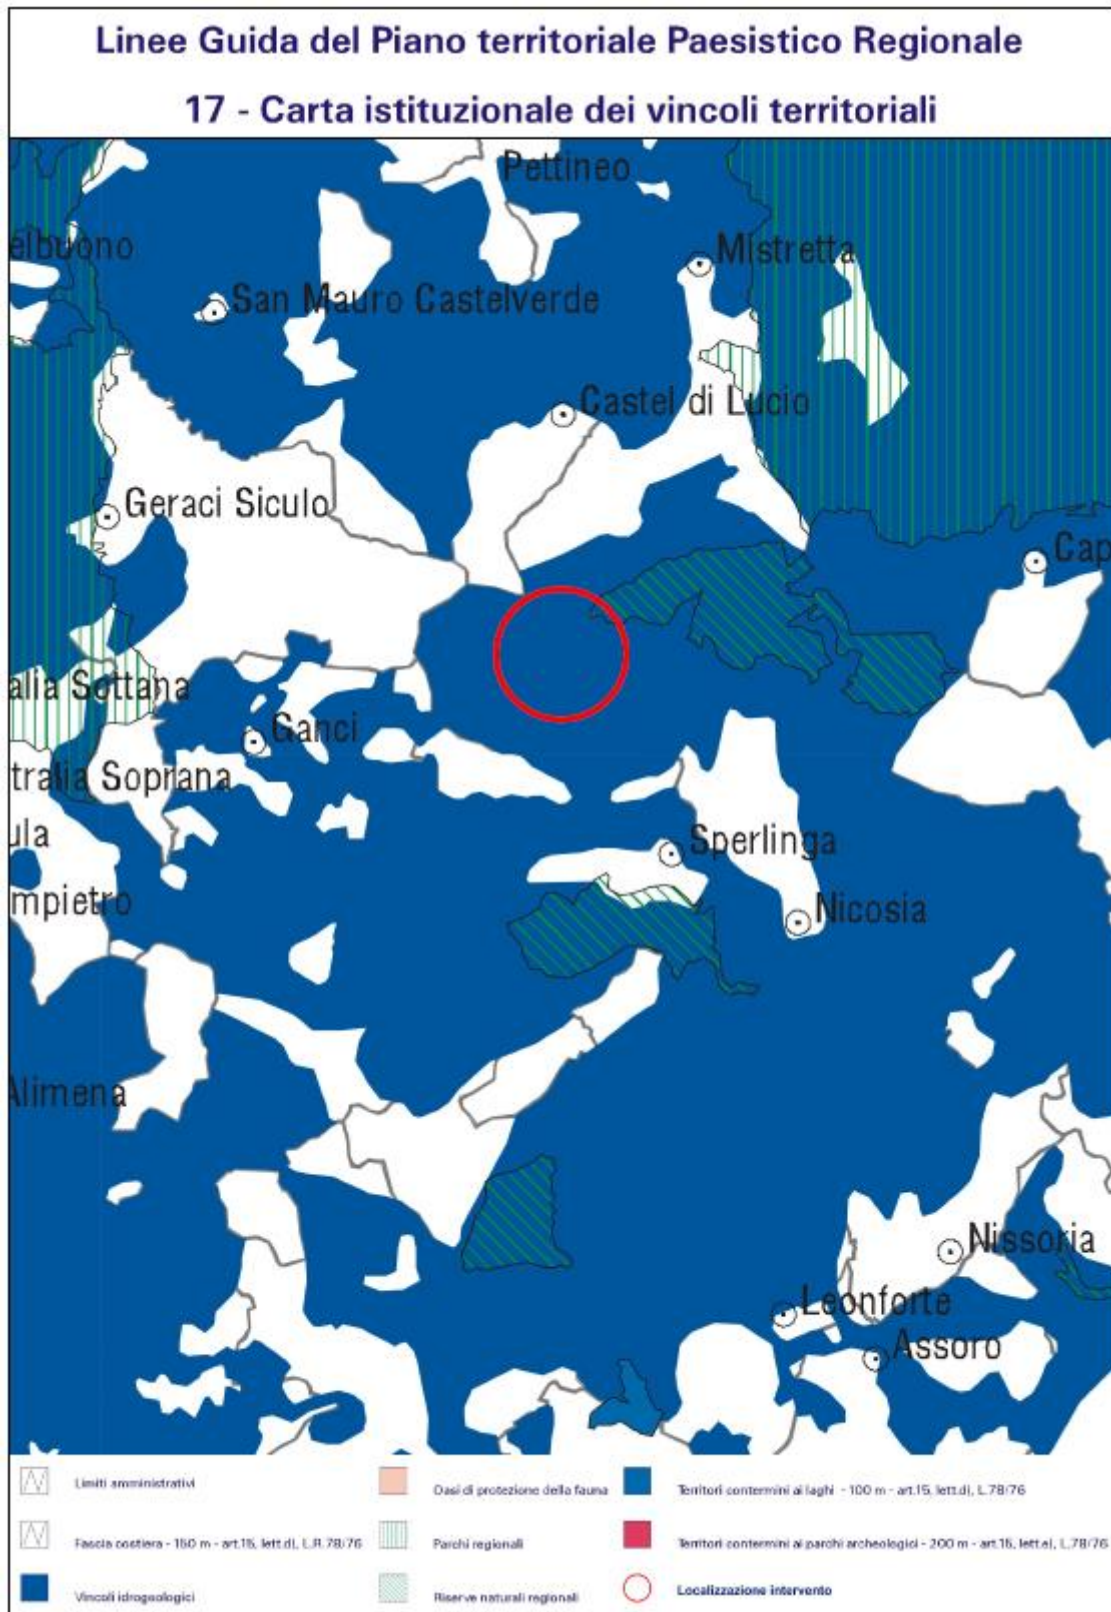 Linee Guida del Piano territoriale Paesistico Regionale
17 - Carta istituzionale dei vincoli territoriali
Pettineo
elbuono
Mistretta
San Mauro Castelverde
Castel di Lucio
Geraci Siculo
Cap
alia Sottana
Ganci
tralia Soprana
ula
Sperlinga
mpietro
Nicosia
Alimena
Nissoria
Leonforte
Assoro
Limiti amministrativi
Oasi di protezione della fauna
Territori contermini ai laghi - 100 m - art.15, lett.d), L.78/76
Fascia costiera - 150 m - art.15, lett.d), L.R.78/76
Parchi regionali
Territori contermini ai parchi archeologici - 200 m - art.15, lett.e), L.78/76
Vincoli idrogeologici
Riserve naturali regionali
Localizzazione intervento